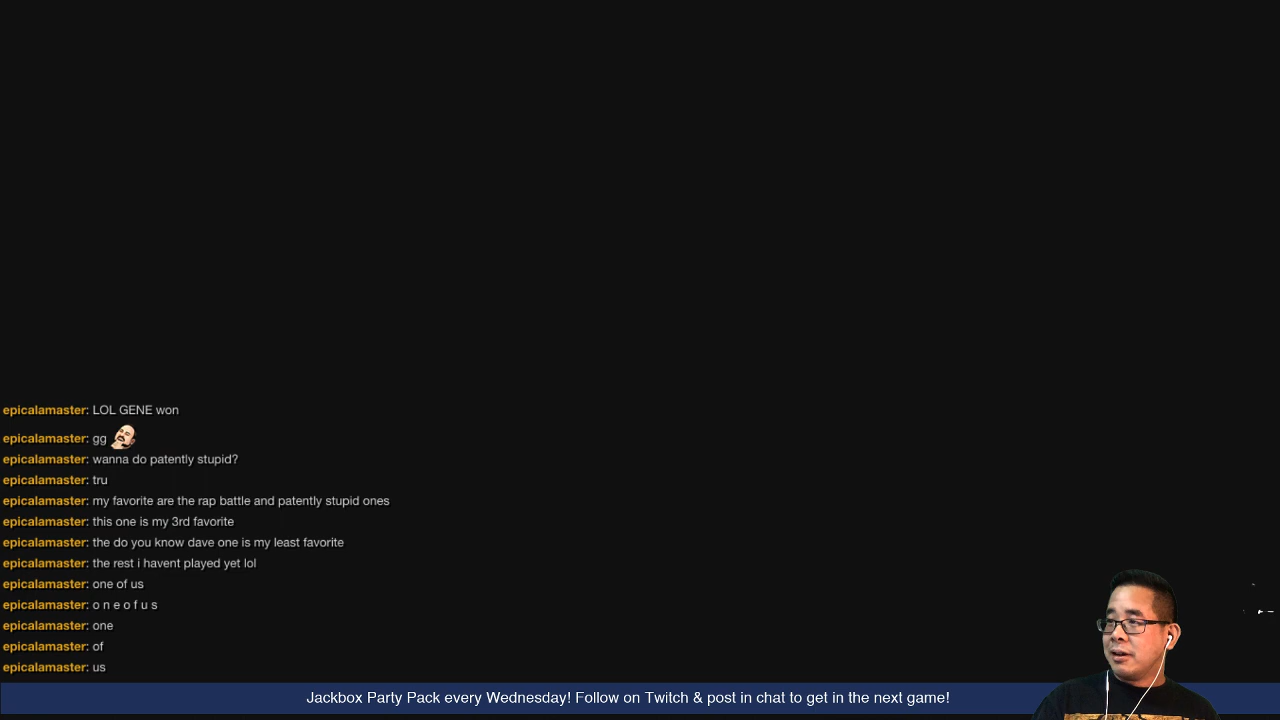 epicalamaster: LOL GENE won
epicalamaster: gg
epicalamaster: wanna do patently stupid?
epicalamaster: tru
epicalamaster: my favorite are the rap battle and patently stupid ones
epicalamaster: this one is my 3rd favorite
epicalamaster: the do you know dave one is my least favorite
epicalamaster: the rest i havent played yet lol
epicalamaster: one of us
epicalamaster: o n e o f u s
epicalamaster: one
epicalamaster: of
epicalamaster: us
Jackbox Party Pack every Wednesday! Follow on Twitch & post in chat to get in the next game!